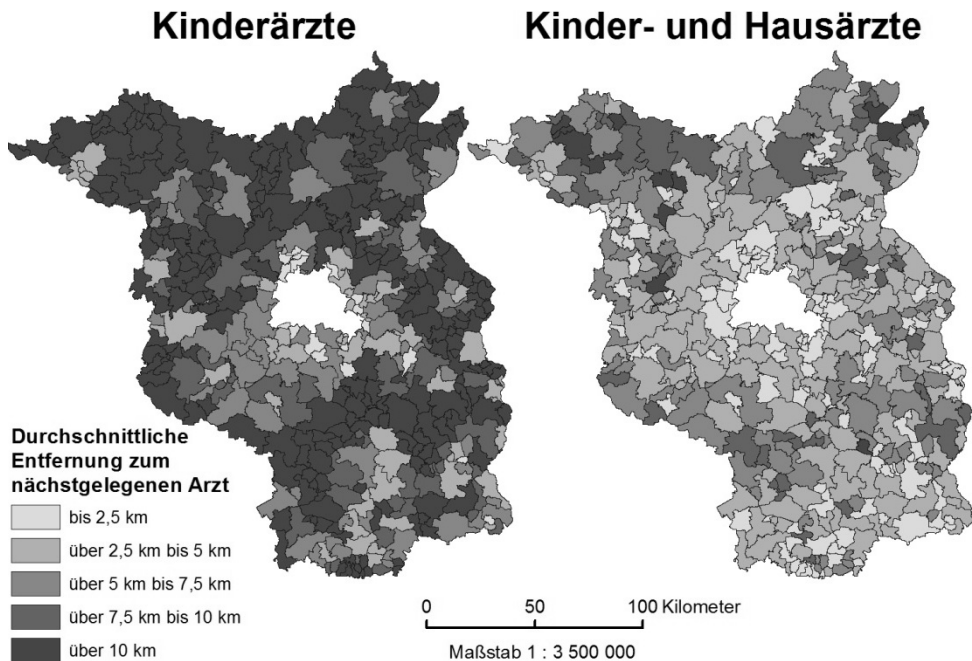 Kinderärzte
Kinder- und Hausärzte
Durchschnittliche
Entfernung zum
nächstgelegenen Arzt
bis 2,5 km
über 2,5 km bis 5 km
über 5 km bis 7,5 km
über 7,5 km bis 10 km
über 10 km
0 50 100 Kilometer
Maßstab 1 : 3 500 000